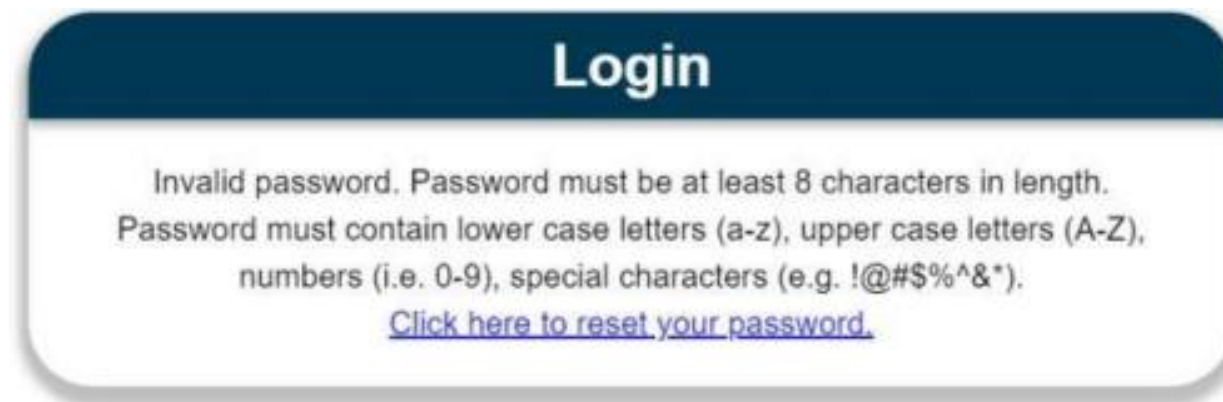 Login
Invalid password. Password must be at least 8 characters in length.
Password must contain lower case letters (a-z), upper case letters (A-Z),
numbers (i.e. 0-9), special characters (e.g. !@#$%^&*).
Click here to reset your password.